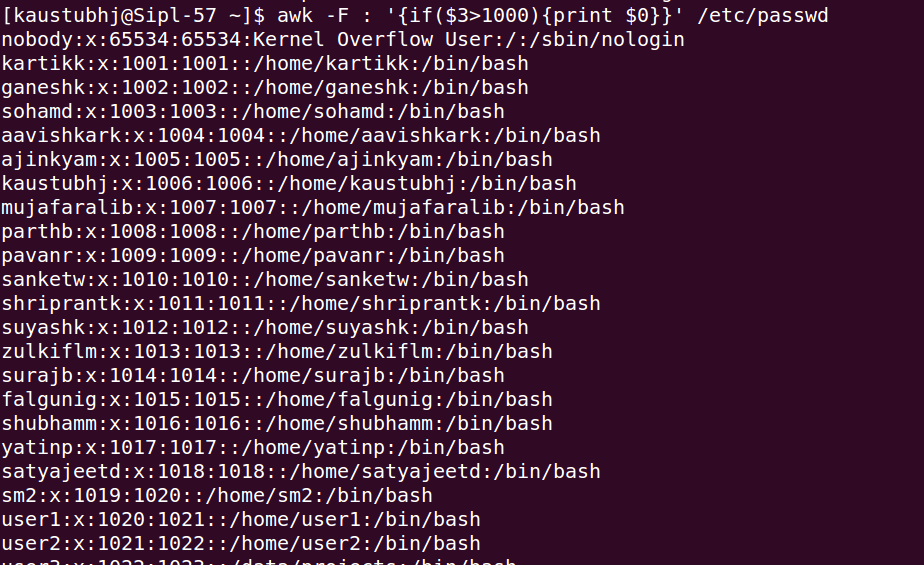 [kaustubhj@Sipl-57 ~]$ awk -F : '{if($3>1000){print $0}}' /etc/passwd
nobody:x:65534:65534:Kernel Overflow User:/:/sbin/nologin
kartikk:x:1001:1001::/home/kartikk:/bin/bash
ganeshk:x:1002:1002::/home/ganeshk:/bin/bash
sohamd:x:1003:1003::/home/sohamd:/bin/bash
aavishkark:x:1004:1004::/home/aavishkark:/bin/bash
ajinkyam:x:1005:1005::/home/ajinkyam:/bin/bash
kaustubhj:x:1006:1006::/home/kaustubhj:/bin/bash
mujafaralib:x:1007:1007::/home/mujafaralib:/bin/bash
parthb:x:1008:1008::/home/parthb:/bin/bash
pavanr:x:1009:1009::/home/pavanr:/bin/bash
sanketw:x:1010:1010::/home/sanketw:/bin/bash
shriprantk:x:1011:1011::/home/shriprantk:/bin/bash
suyashk:x:1012:1012::/home/suyashk:/bin/bash
zulkiflm:x:1013:1013::/home/zulkiflm:/bin/bash
surajb:x:1014:1014::/home/surajb:/bin/bash
falgunig:x:1015:1015::/home/falgunig:/bin/bash
shubhamm:x:1016:1016::/home/shubhamm:/bin/bash
yatinp:x:1017:1017::/home/yatinp:/bin/bash
satyajeetd:x:1018:1018::/home/satyajeetd:/bin/bash
sm2:x:1019:1020::/home/sm2:/bin/bash
user1:x:1020:1021::/home/user1:/bin/bash
user2:x:1021:1022::/home/user2:/bin/bash
user3:x:1022:1023::/data/projects:/bin/bash